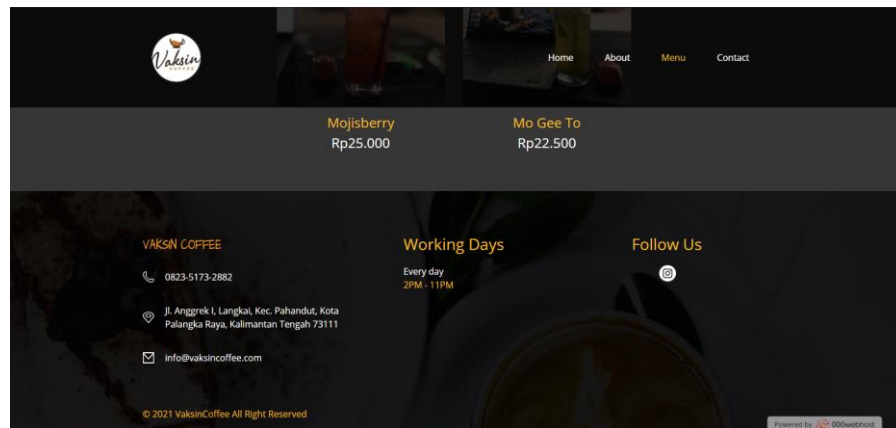 Vaksin
COFFEE
Home About Menu Contact
Mojisberry Mo Gee To
Rp25.000 Rp22.500
VAKSIN COFFEE
0823-5173-2882
Jl. Anggrek I, Langkai, Kec. Pahandut, Kota
Palangka Raya, Kalimantan Tengah 73111
info@vaksincoffee.com
© 2021 VaksinCoffee All Right Reserved
Working Days
Every day
2PM - 11PM
Follow Us
Powered by 000webhost